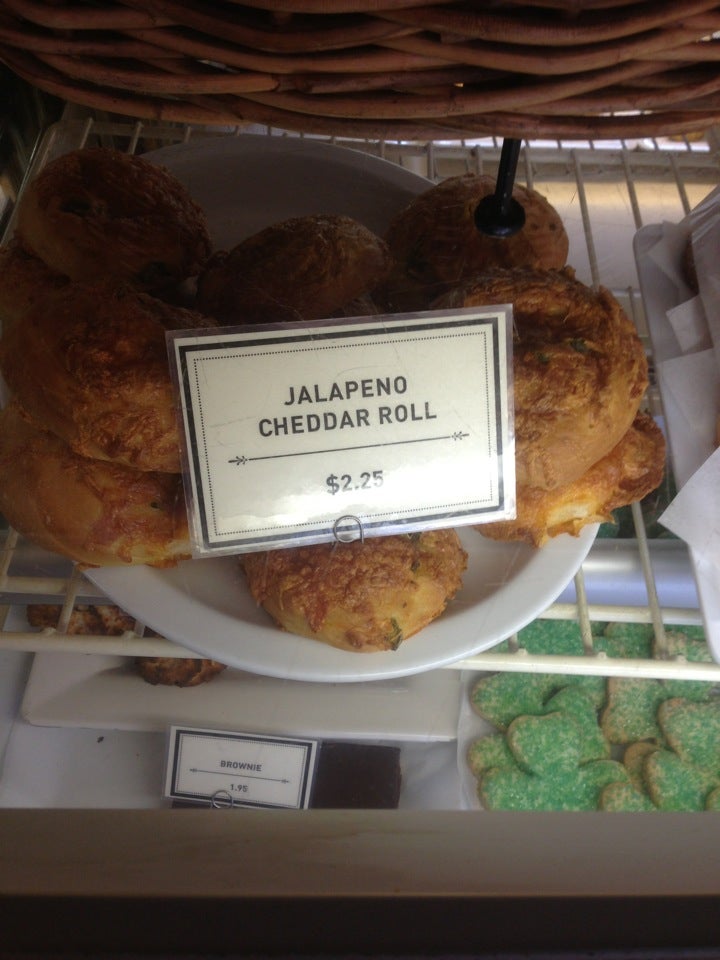 JALAPENO
CHEDDAR ROLL
$2.25
BROWNIE
1.95